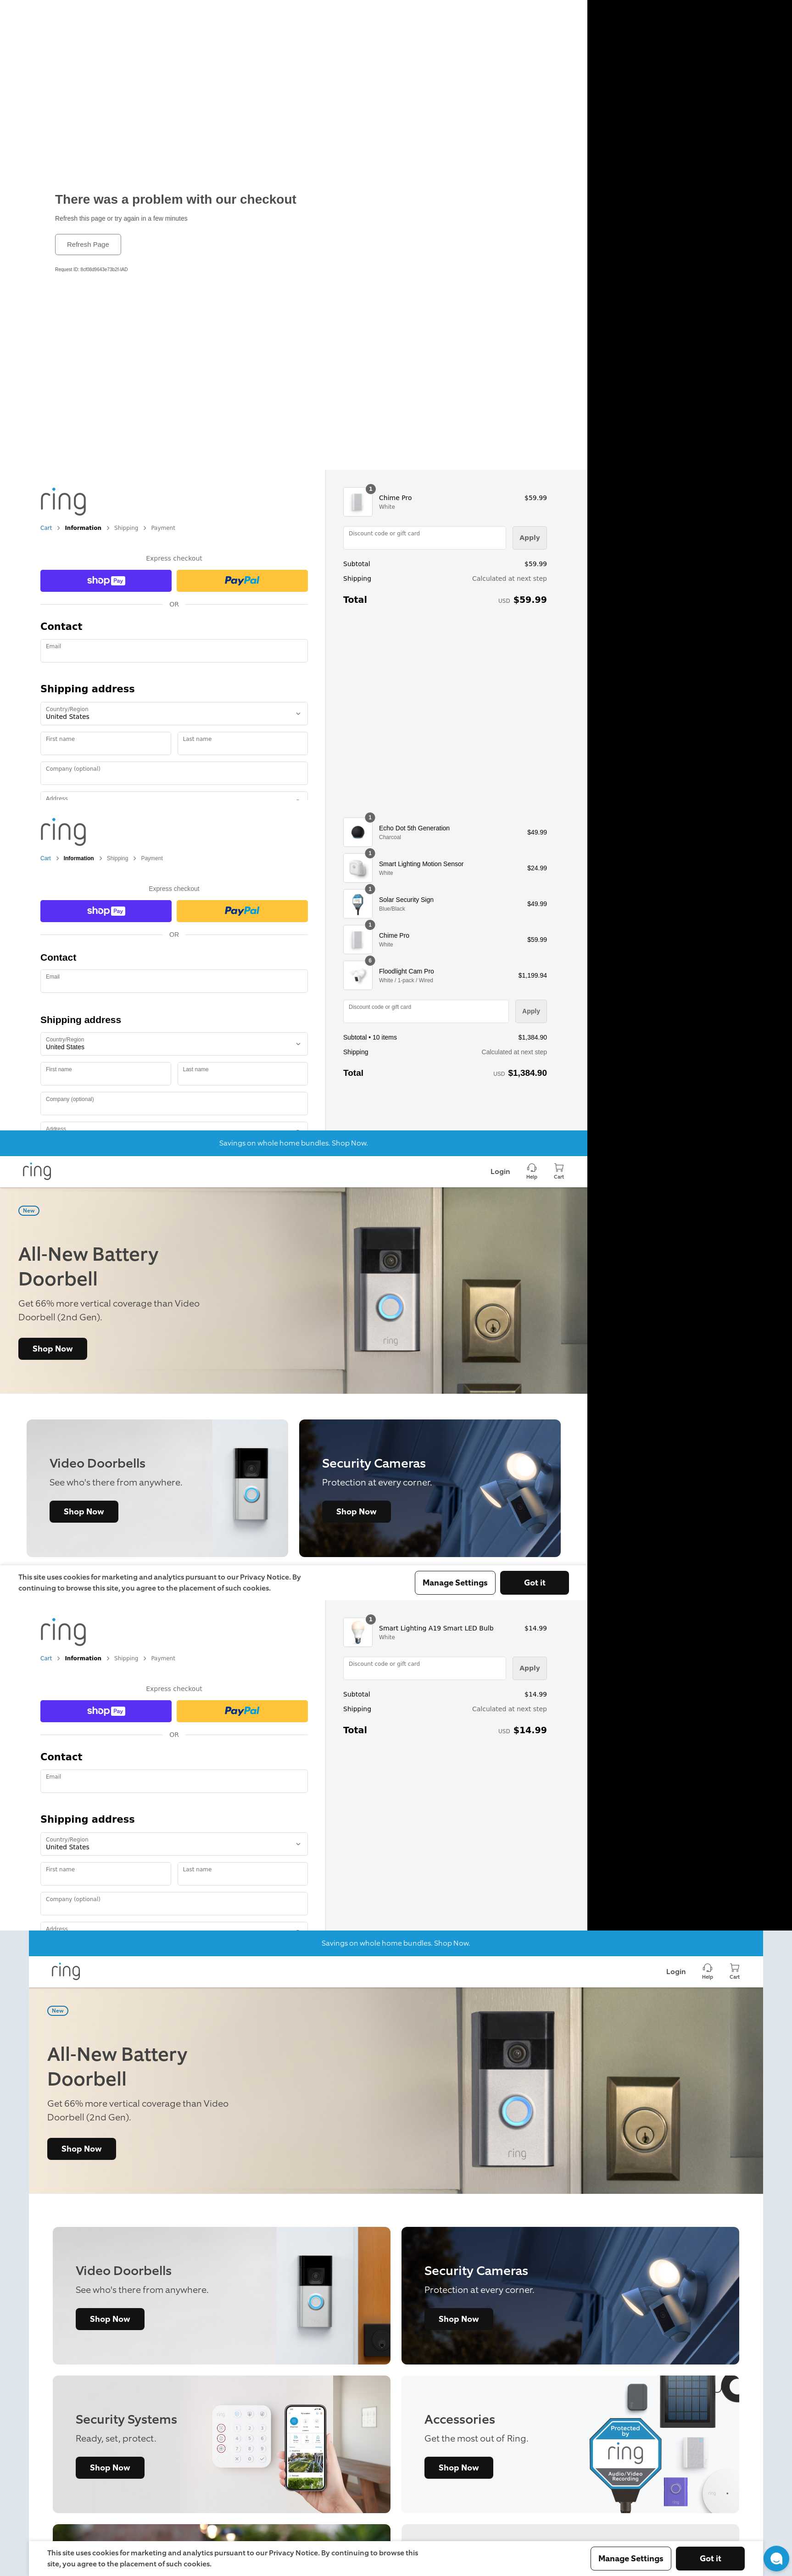 There was a problem with our checkout
Refresh this page or try again in a few minutes
Refresh Page
ring
Cart > Information > Shipping > Payment
Express checkout
shop Pay
PayPal
OR
Contact
Email
Shipping address
Country/Region
United States
First name
Last name
Company (optional)
Address
1
Chime Pro
$59.99
White
Discount code or gift card
Apply
Subtotal
$59.99
Shipping
Calculated at next step
Total
USD $59.99
ring
Cart > Information > Shipping > Payment
Express checkout
shop Pay
PayPal
OR
Contact
Email
Shipping address
Country/Region
United States
First name
Last name
Company (optional)
Address
1
Echo Dot 5th Generation
Charcoal
$49.99
1
Smart Lighting Motion Sensor
White
$24.99
1
Solar Security Sign
Blue/Black
$49.99
1
Chime Pro
White
$59.99
6
Floodlight Cam Pro
White / 1-pack / Wired
$1,199.94
Discount code or gift card
Apply
Subtotal • 10 items
$1,384.90
Shipping
Calculated at next step
Total
USD $1,384.90
Savings on whole home bundles. Shop Now.
ring
Login
Help
Cart
New
All-New Battery
Doorbell
Get 66% more vertical coverage than Video
Doorbell (2nd Gen).
Shop Now
ring
Video Doorbells
See who's there from anywhere.
Shop Now
Security Cameras
Protection at every corner.
Shop Now
This site uses cookies for marketing and analytics pursuant to our Privacy Notice. By
continuing to browse this site, you agree to the placement of such cookies.
Manage Settings
Got it
ring
Cart > Information > Shipping > Payment
Express checkout
shop Pay
PayPal
OR
Contact
Email
Shipping address
Country/Region
United States
First name
Last name
Company (optional)
Address
1
Smart Lighting A19 Smart LED Bulb
$14.99
White
Discount code or gift card
Apply
Subtotal
$14.99
Shipping
Calculated at next step
Total
USD $14.99
Savings on whole home bundles. Shop Now.
ring
Login
Help
Cart
New
All-New Battery
Doorbell
Get 66% more vertical coverage than Video
Doorbell (2nd Gen).
Shop Now
ring
Video Doorbells
See who's there from anywhere.
Shop Now
Security Cameras
Protection at every corner.
Shop Now
Security Systems
Ready, set, protect.
Shop Now
Accessories
Get the most out of Ring.
Shop Now
Protected
by
ring
Audio/Video
Recording
This site uses cookies for marketing and analytics pursuant to our Privacy Notice. By continuing to browse this
site, you agree to the placement of such cookies.
Manage Settings
Got it